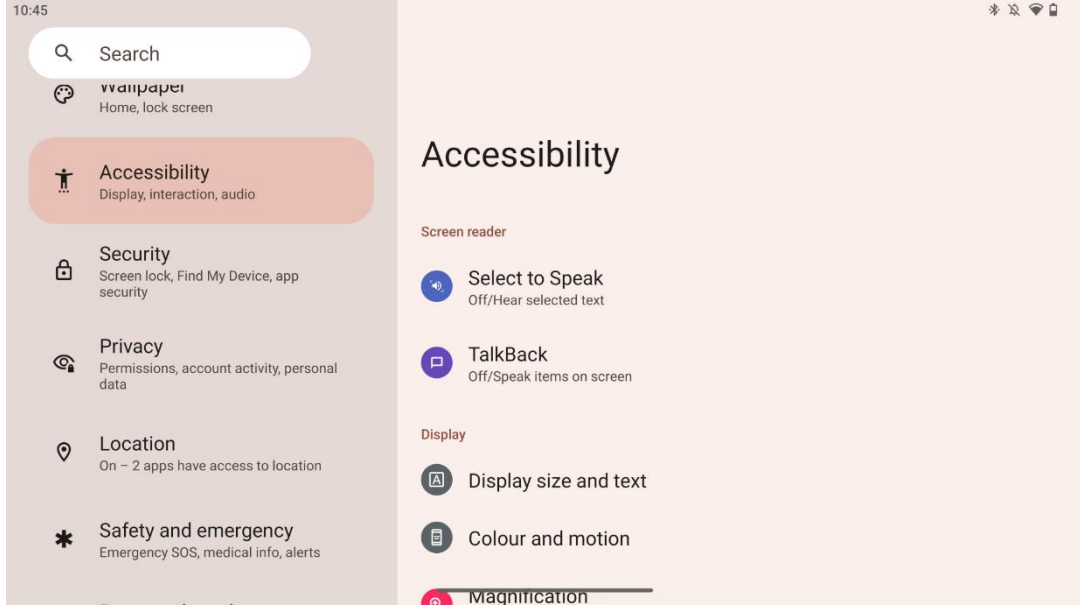 10:45
Search
Wallpaper
Home, lock screen
Accessibility
Display, interaction, audio
Security
Screen lock, Find My Device, app
security
Privacy
Permissions, account activity, personal
data
Location
On – 2 apps have access to location
Safety and emergency
Emergency SOS, medical info, alerts
Accessibility
Screen reader
Select to Speak
Off/Hear selected text
TalkBack
Off/Speak items on screen
Display
Display size and text
Colour and motion
Magnification